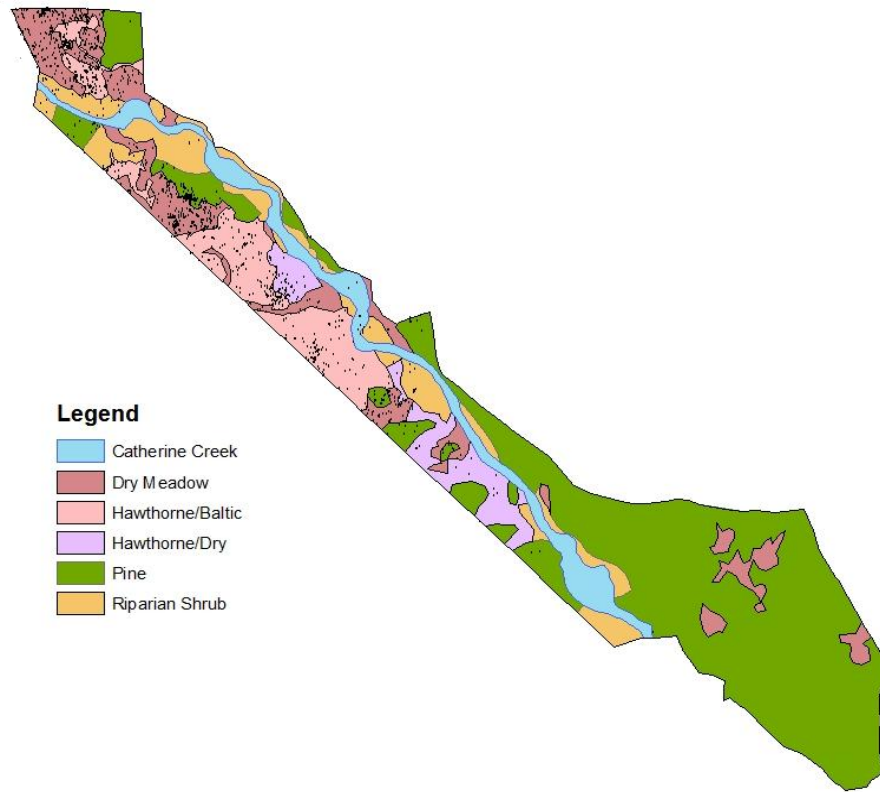 Legend
Catherine Creek
Dry Meadow
Hawthorne/Baltic
Hawthorne/Dry
Pine
Riparian Shrub